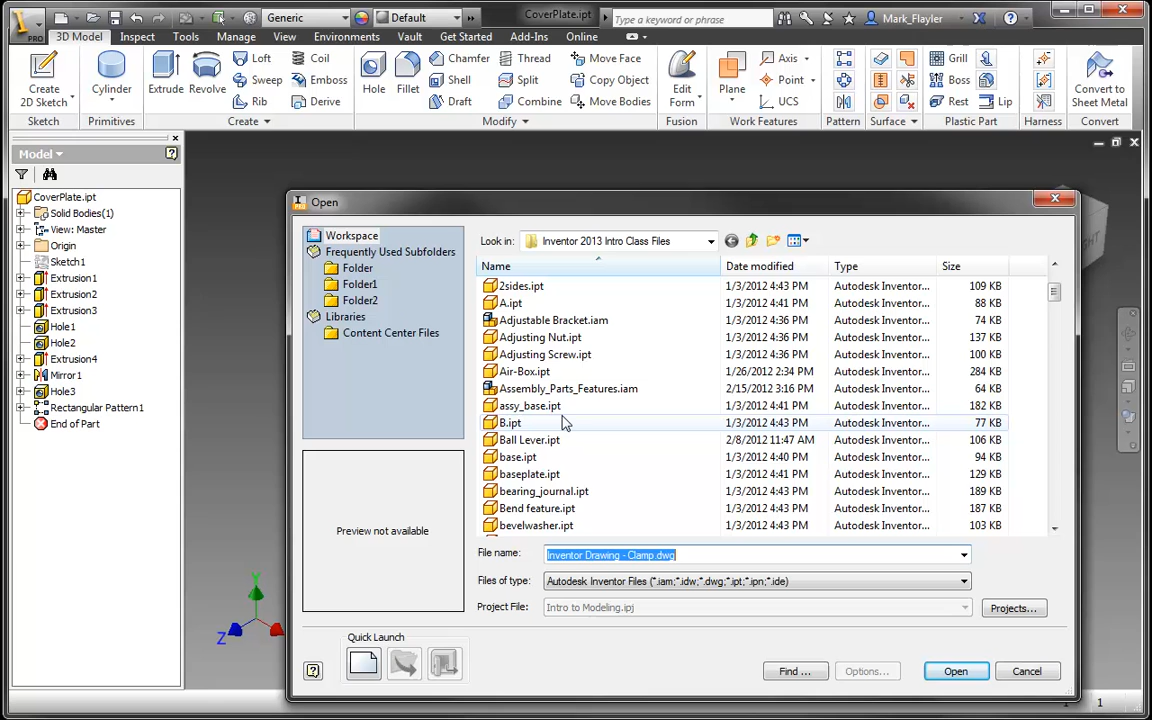 Generic
Default
CoverPlate.ipt
Type a keyword or phrase
Mark_Flayler
PRO
3D Model
Inspect
Tools
Manage
View
Environments
Vault
Get Started
Add-Ins
Online
Create
2D Sketch
Cylinder
Extrude
Revolve
Loft
Sweep
Rib
Coil
Emboss
Derive
Hole
Fillet
Chamfer
Shell
Draft
Thread
Split
Combine
Move Face
Copy Object
Move Bodies
Edit
Form
Plane
Axis
Point
UCS
Grill
Boss
Rest
Lip
Convert to
Sheet Metal
Sketch
Primitives
Create
Modify
Fusion
Work Features
Pattern
Surface
Plastic Part
Harness
Convert
Model
CoverPlate.ipt
Solid Bodies(1)
View: Master
Origin
Sketch1
Extrusion1
Extrusion2
Extrusion3
Hole1
Hole2
Extrusion4
Mirror1
Hole3
Rectangular Pattern1
End of Part
Y
Z
Open
Workspace
Frequently Used Subfolders
Folder
Folder1
Folder2
Libraries
Content Center Files
Preview not available
Look in:
Inventor 2013 Intro Class Files
Name Date modified Type Size
2sides.ipt 1/3/2012 4:43 PM Autodesk Inventor... 109 KB
A.ipt 1/3/2012 4:41 PM Autodesk Inventor... 88 KB
Adjustable Bracket.iam 1/3/2012 4:36 PM Autodesk Inventor... 74 KB
Adjusting Nut.ipt 1/3/2012 4:36 PM Autodesk Inventor... 137 KB
Adjusting Screw.ipt 1/3/2012 4:36 PM Autodesk Inventor... 100 KB
Air-Box.ipt 1/26/2012 2:34 PM Autodesk Inventor... 284 KB
Assembly_Parts_Features.iam 2/15/2012 3:16 PM Autodesk Inventor... 64 KB
assy_base.ipt 1/3/2012 4:41 PM Autodesk Inventor... 182 KB
B.ipt 1/3/2012 4:43 PM Autodesk Inventor... 77 KB
Ball Lever.ipt 2/8/2012 11:47 AM Autodesk Inventor... 106 KB
base.ipt 1/3/2012 4:40 PM Autodesk Inventor... 94 KB
baseplate.ipt 1/3/2012 4:41 PM Autodesk Inventor... 129 KB
bearing_journal.ipt 1/3/2012 4:43 PM Autodesk Inventor... 189 KB
Bend feature.ipt 1/3/2012 4:43 PM Autodesk Inventor... 187 KB
bevelwasher.ipt 1/3/2012 4:43 PM Autodesk Inventor... 103 KB
File name:
Inventor Drawing - Clamp.dwg
Files of type:
Autodesk Inventor Files (*.iam;*.idw;*.dwg;*.ipt;*.ipn;*.ide)
Project File:
Intro to Modeling.ipj
Projects...
Quick Launch
Find ...
Options...
Open
Cancel
1